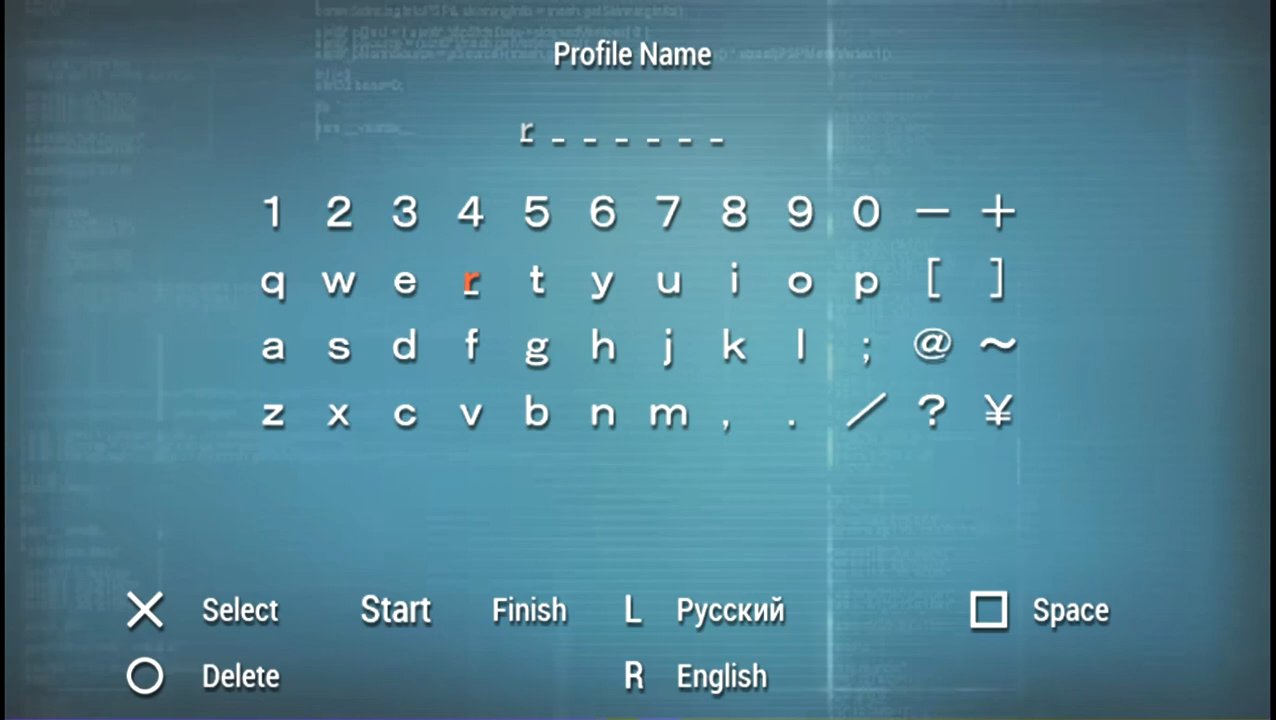 Profile Name
r _ _ _ _ _ _
1 2 3 4 5 6 7 8 9 0 − +
q w e r t y u i o p [ ]
a s d f g h j k l ; @ ~
z x c v b n m , . / ? ¥
Select Start Finish L Русский Space
Delete R English